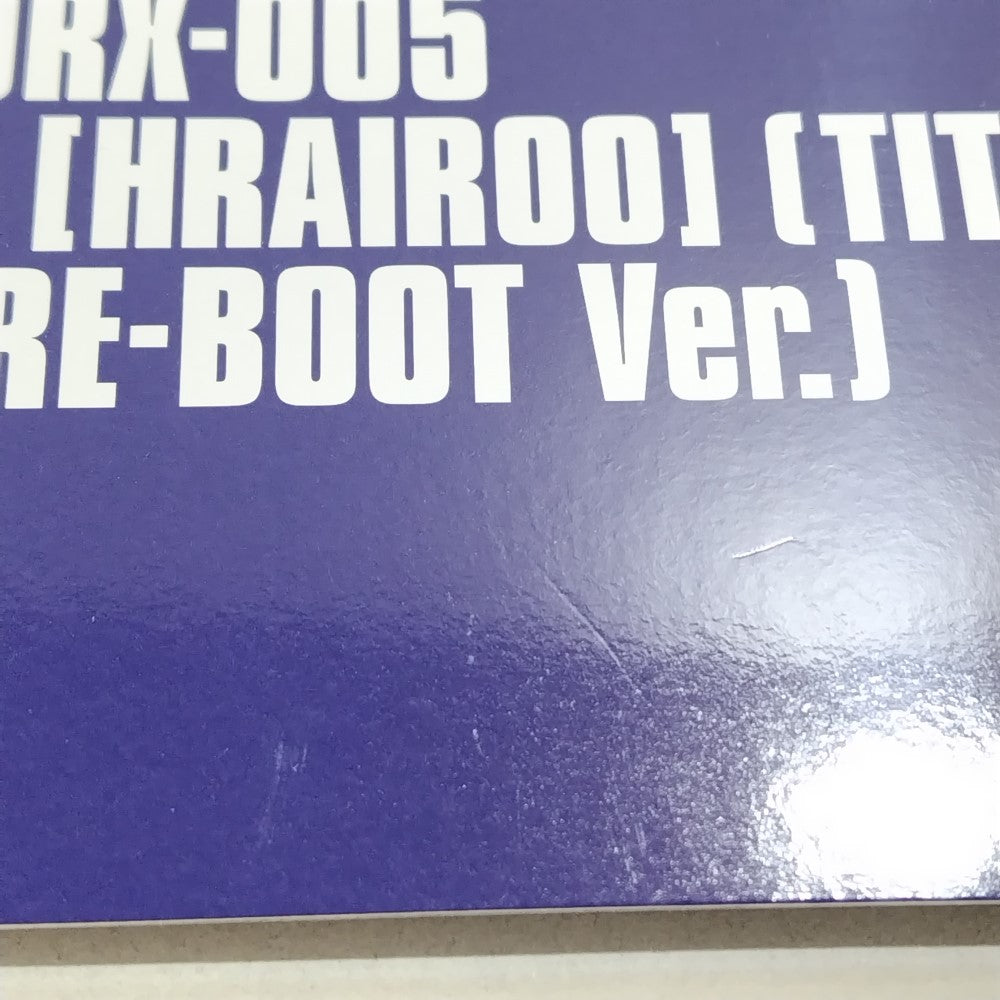 ORX-005
[HRAIROO] (TIT
RE-BOOT Ver.)